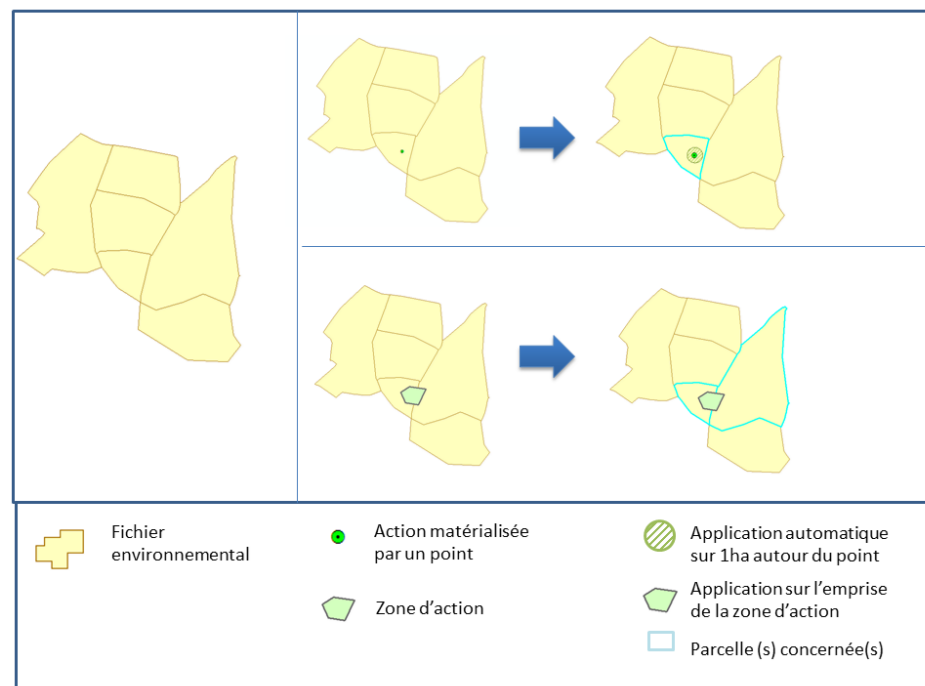 Fichier
environnemental
Action matérialisée
par un point
Zone d'action
Application automatique
sur 1ha autour du point
Application sur l'emprise
de la zone d'action
Parcelle (s) concernée(s)